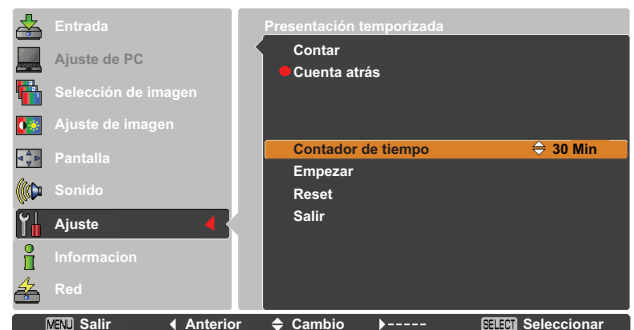 Entrada
Ajuste de PC
Selección de imagen
Ajuste de imagen
Pantalla
Sonido
Ajuste
Informacion
Red
Presentación temporizada
Contar
Cuenta atrás
Contador de tiempo 30 Min
Empezar
Reset
Salir
MENU Salir Anterior Cambio ----- SELECT Seleccionar